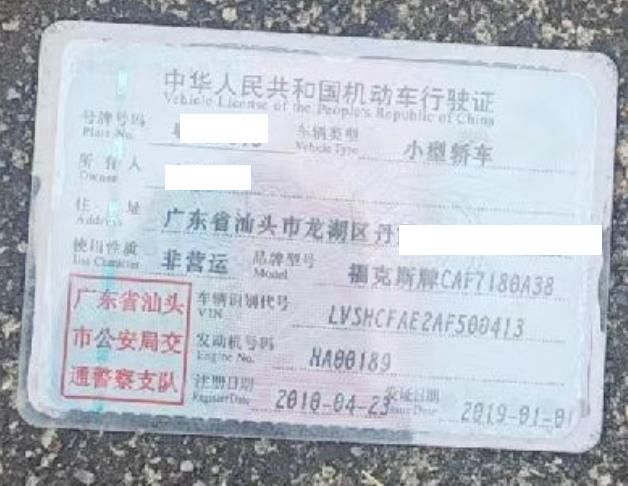 中华人民共和国机动车行驶证
Vehicle License of the People's Republic of China
号牌号码 车辆类型 小型轿车
Plate No. Vehicle Type
所有人
Owner
住址 广东省汕头市龙湖区丹
Address
使用性质 非营运 品牌型号 福克斯牌CAF7180A38
Use Character Model
广东省汕头
市公安局交
通警察支队
车辆识别代号 LVSHCFAE2AF500413
VIN
发动机号码 HA00189
Engine No.
注册日期 2010-04-23 发证日期 2019-01-01
Register Date Issue Date